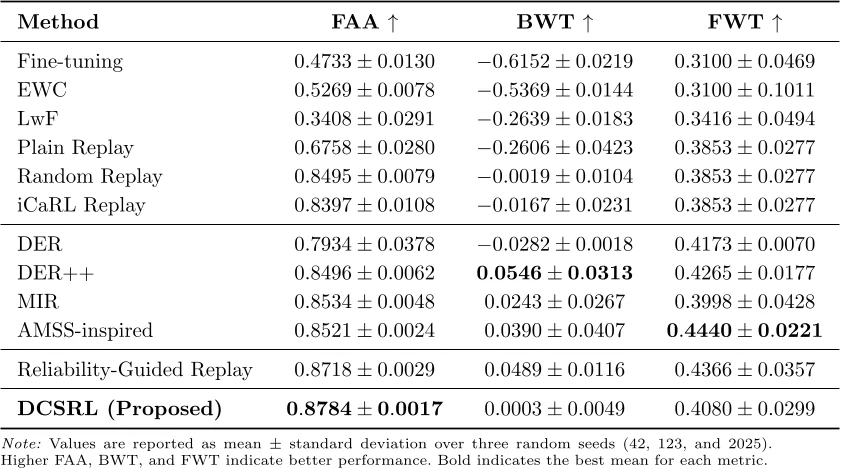 Method FAA ↑ BWT ↑ FWT ↑
Fine-tuning 0.4733 ± 0.0130 −0.6152 ± 0.0219 0.3100 ± 0.0469
EWC 0.5269 ± 0.0078 −0.5369 ± 0.0144 0.3100 ± 0.1011
LwF 0.3408 ± 0.0291 −0.2639 ± 0.0183 0.3416 ± 0.0494
Plain Replay 0.6758 ± 0.0280 −0.2606 ± 0.0423 0.3853 ± 0.0277
Random Replay 0.8495 ± 0.0079 −0.0019 ± 0.0104 0.3853 ± 0.0277
iCaRL Replay 0.8397 ± 0.0108 −0.0167 ± 0.0231 0.3853 ± 0.0277
DER 0.7934 ± 0.0378 −0.0282 ± 0.0018 0.4173 ± 0.0070
DER++ 0.8496 ± 0.0062 0.0546 ± 0.0313 0.4265 ± 0.0177
MIR 0.8534 ± 0.0048 0.0243 ± 0.0267 0.3998 ± 0.0428
AMSS-inspired 0.8521 ± 0.0024 0.0390 ± 0.0407 0.4440 ± 0.0221
Reliability-Guided Replay 0.8718 ± 0.0029 0.0489 ± 0.0116 0.4366 ± 0.0357
DCSRL (Proposed) 0.8784 ± 0.0017 0.0003 ± 0.0049 0.4080 ± 0.0299
Note: Values are reported as mean ± standard deviation over three random seeds (42, 123, and 2025).
Higher FAA, BWT, and FWT indicate better performance. Bold indicates the best mean for each metric.